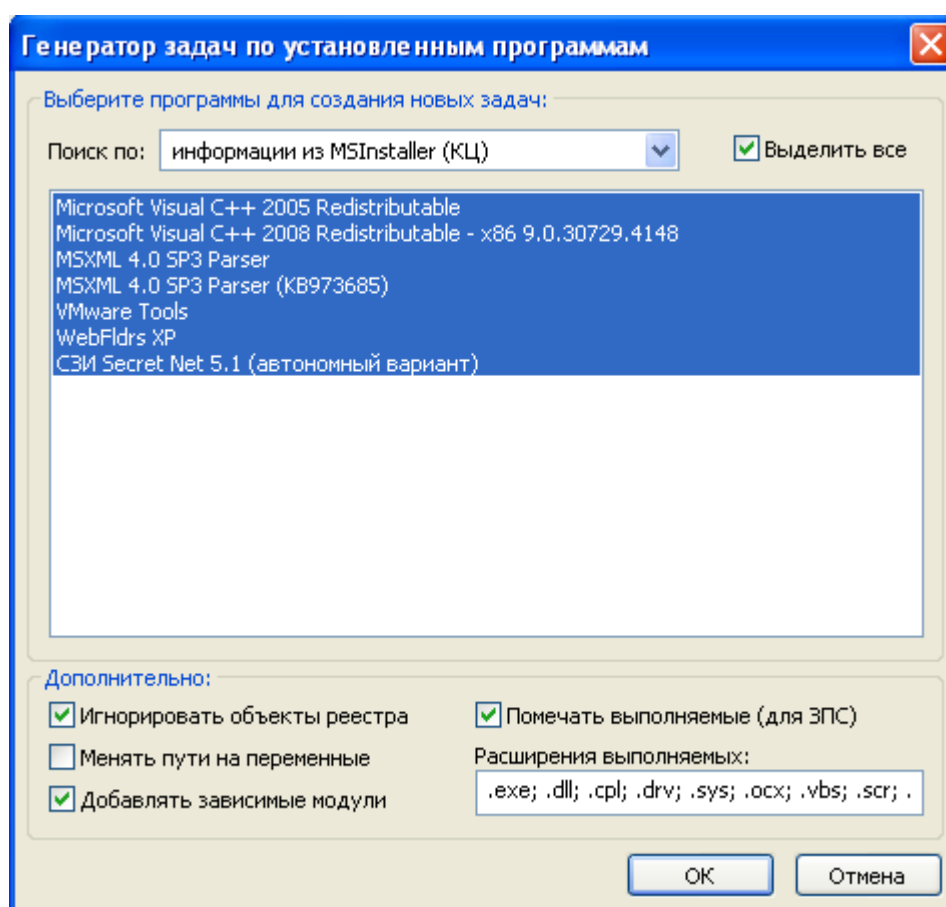 Генератор задач по установленным программам
Выберите программы для создания новых задач:
Поиск по: информации из MSInstaller (КЦ) Выделить все
Microsoft Visual C++ 2005 Redistributable
Microsoft Visual C++ 2008 Redistributable - x86 9.0.30729.4148
MSXML 4.0 SP3 Parser
MSXML 4.0 SP3 Parser (KB973685)
VMware Tools
WebFldrs XP
СЗИ Secret Net 5.1 (автономный вариант)
Дополнительно:
Игнорировать объекты реестра Помечать выполняемые (для ЗПС)
Менять пути на переменные Расширения выполняемых:
Добавлять зависимые модули .exe; .dll; .cpl; .drv; .sys; .ocx; .vbs; .scr; .
ОК Отмена